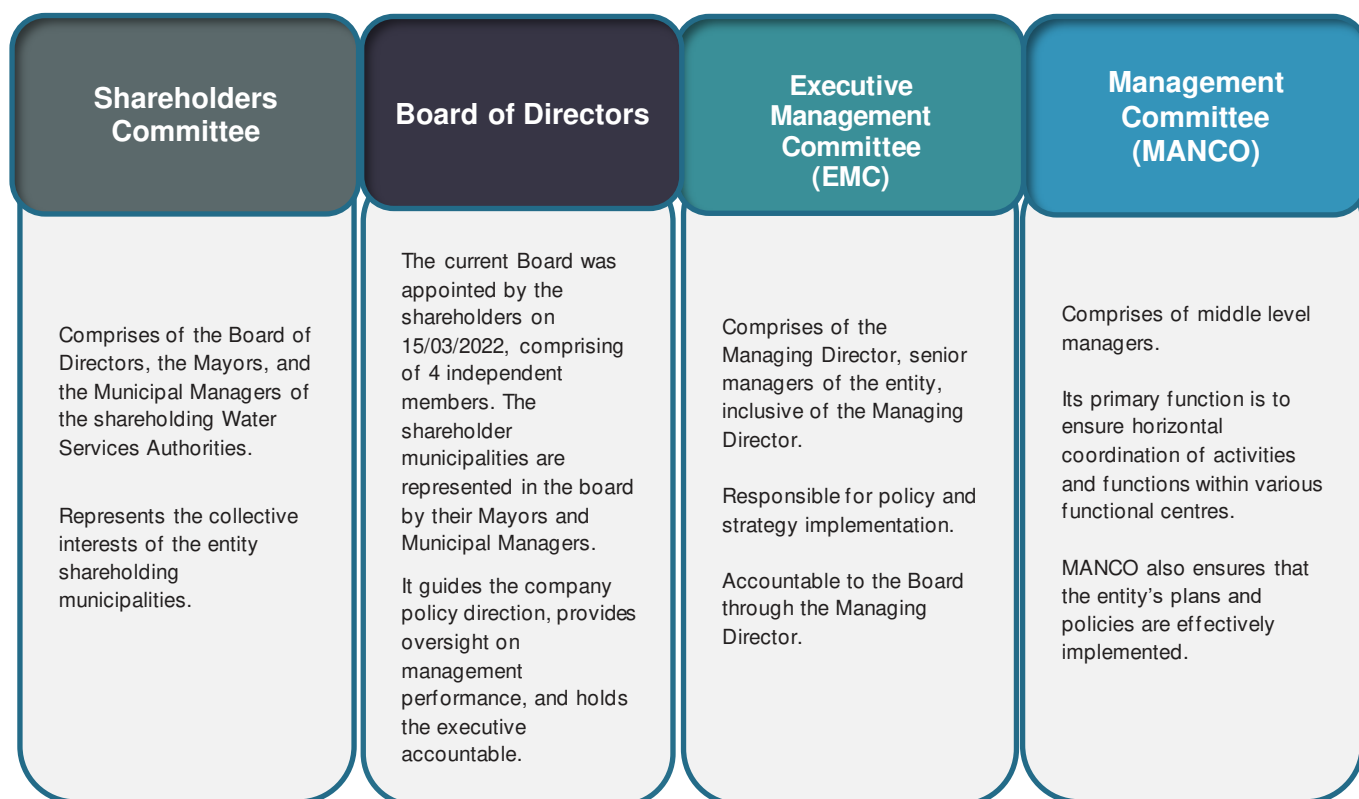 Shareholders
Committee
Comprises of the Board of
Directors, the Mayors, and
the Municipal Managers of
the shareholding Water
Services Authorities.
Represents the collective
interests of the entity
shareholding
municipalities.
Board of Directors
The current Board was
appointed by the
shareholders on
15/03/2022, comprising
of 4 independent
members. The
shareholder
municipalities are
represented in the board
by their Mayors and
Municipal Managers.
It guides the company
policy direction, provides
oversight on
management
performance, and holds
the executive
accountable.
Executive
Management
Committee
(EMC)
Comprises of the
Managing Director, senior
managers of the entity,
inclusive of the Managing
Director.
Responsible for policy and
strategy implementation.
Accountable to the Board
through the Managing
Director.
Management
Committee
(MANCO)
Comprises of middle level
managers.
Its primary function is to
ensure horizontal
coordination of activities
and functions within various
functional centres.
MANCO also ensures that
the entity’s plans and
policies are effectively
implemented.